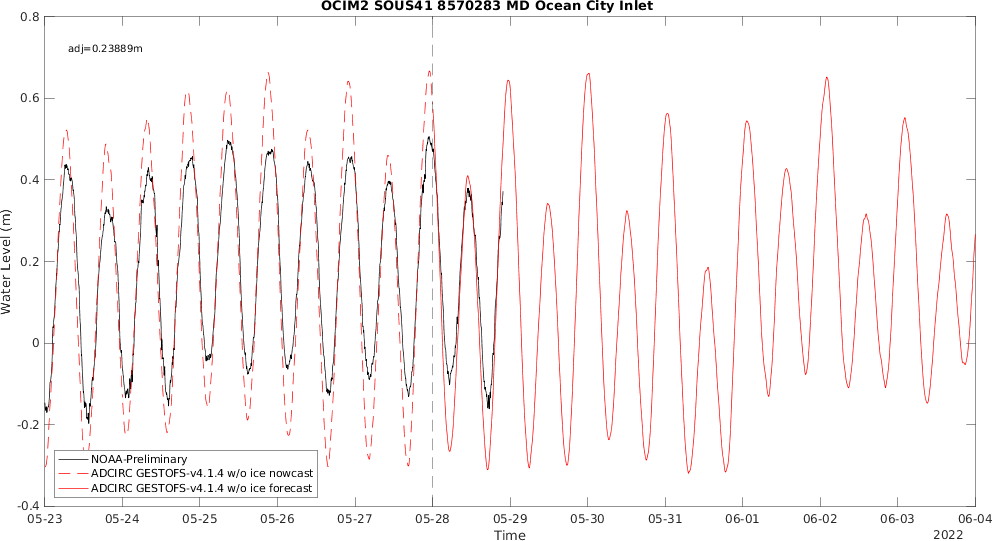 OCIM2 SOUS41 8570283 MD Ocean City Inlet
0.8
adj=0.23889m
0.6
0.4
0.2
0
-0.2
-0.4
Water Level (m)
NOAA-Preliminary
ADCIRC GESTOFS-v4.1.4 w/o ice nowcast
ADCIRC GESTOFS-v4.1.4 w/o ice forecast
05-23 05-24 05-25 05-26 05-27 05-28 05-29 05-30 05-31 06-01 06-02 06-03 06-04
Time
2022